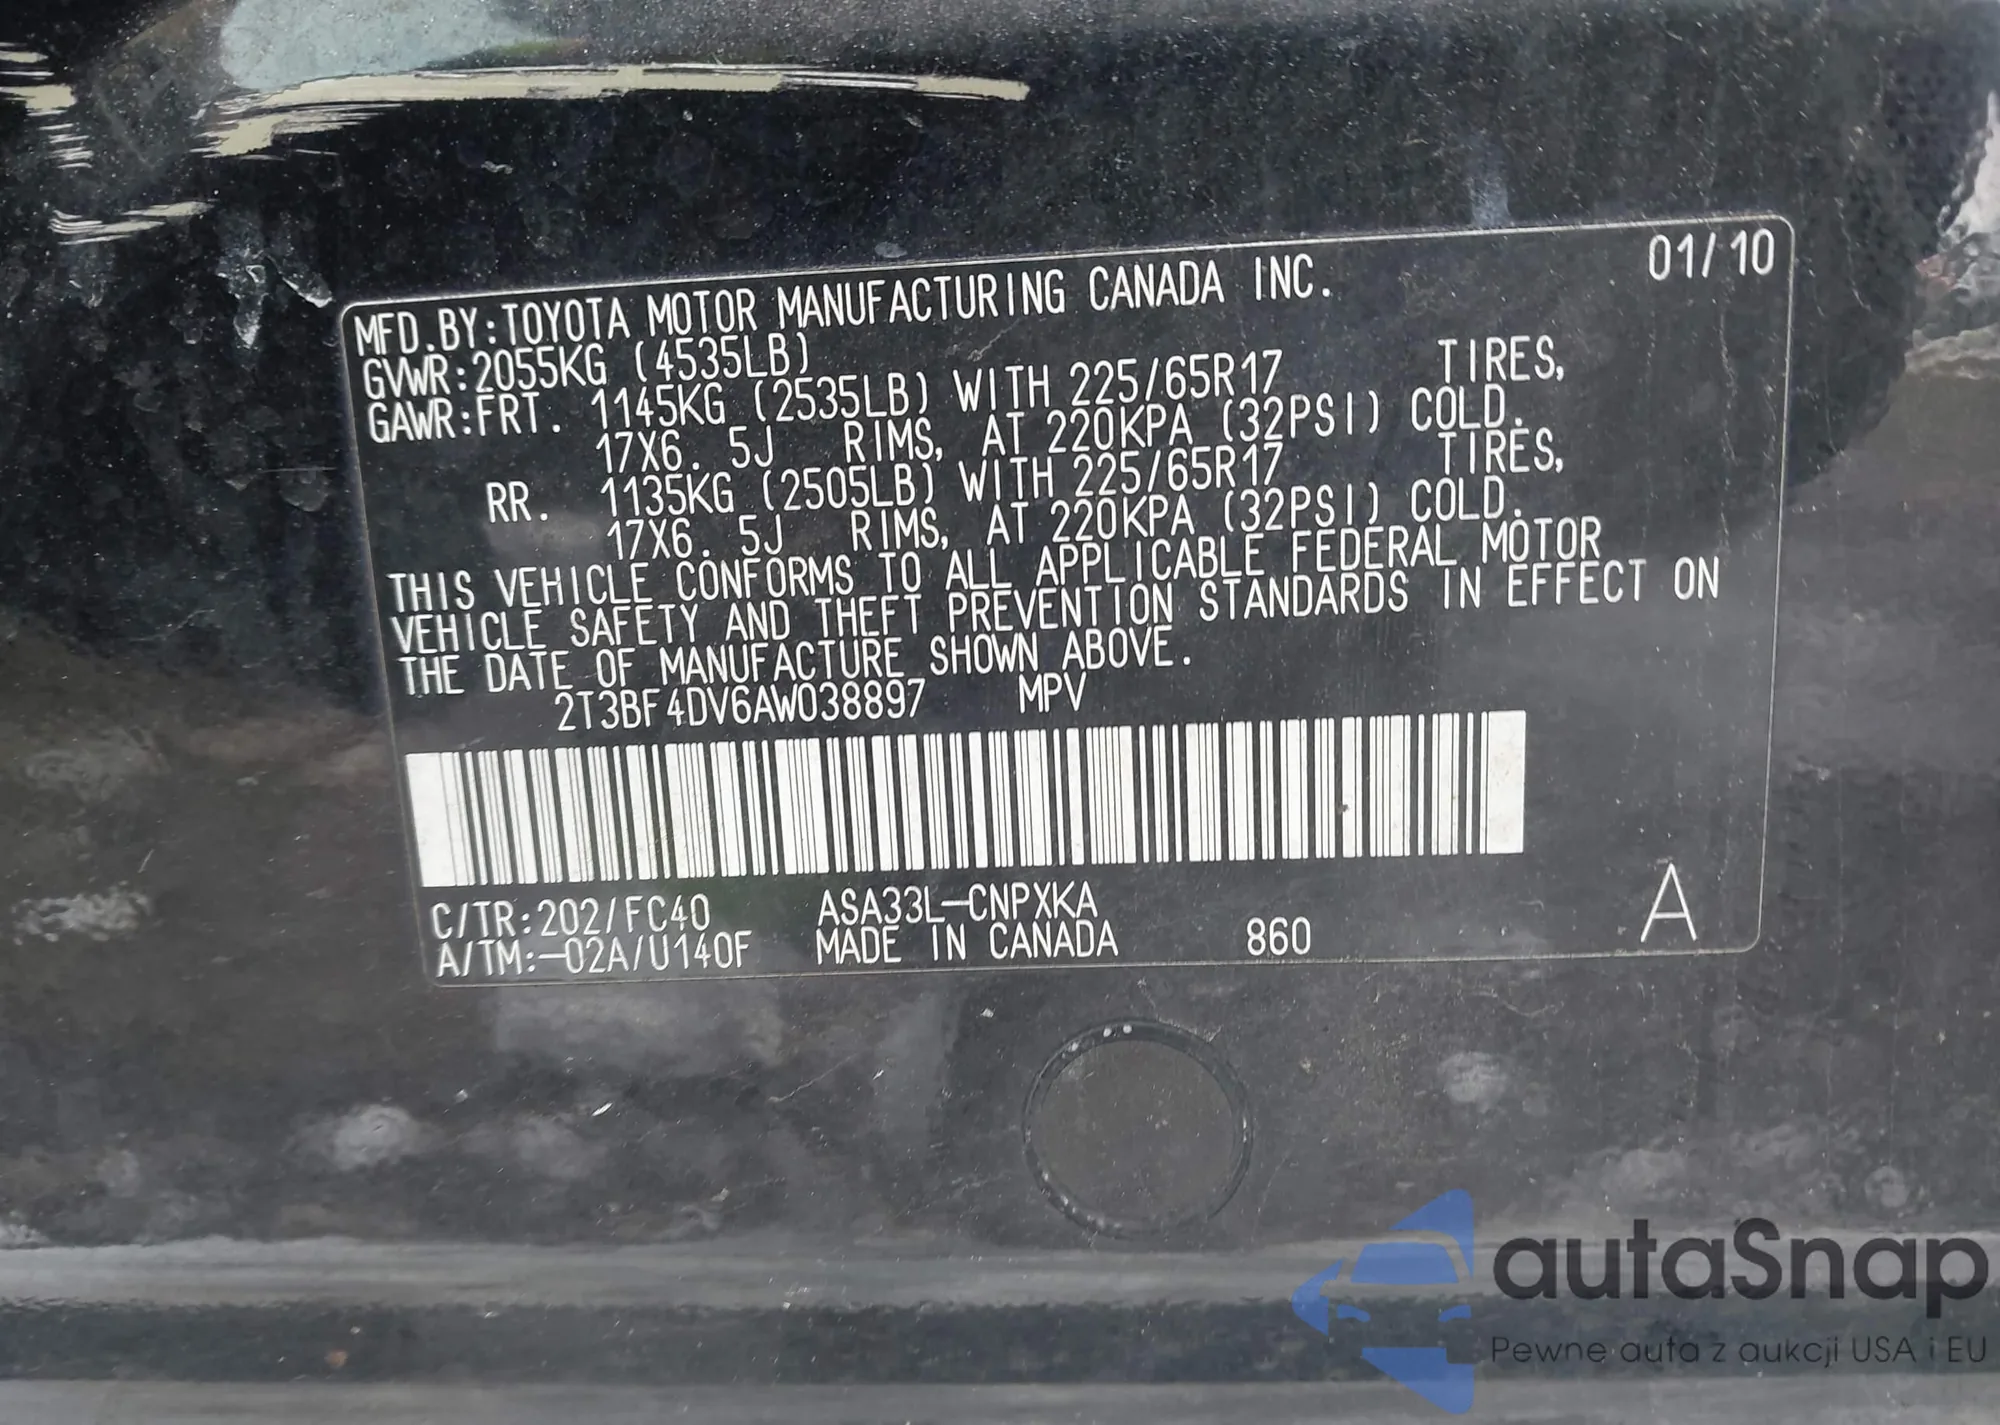 01/10
MFD.BY:TOYOTA MOTOR MANUFACTURING CANADA INC.
GVWR:2055KG (4535LB)
GAWR:FRT. 1145KG (2535LB) WITH 225/65R17 TIRES,
17X6. 5J RIMS, AT 220KPA (32PSI) COLD.
RR. 1135KG (2505LB) WITH 225/65R17 TIRES,
17X6. 5J RIMS, AT 220KPA (32PSI) COLD.
THIS VEHICLE CONFORMS TO ALL APPLICABLE FEDERAL MOTOR
VEHICLE SAFETY AND THEFT PREVENTION STANDARDS IN EFFECT ON
THE DATE OF MANUFACTURE SHOWN ABOVE.
2T3BF4DV6AW038897 MPV
C/TR:202/FC40 ASA33L-CNPXKA
A/TM:-02A/U140F MADE IN CANADA 860 A
autaSnap
Pewne auta z aukcji USA i EU